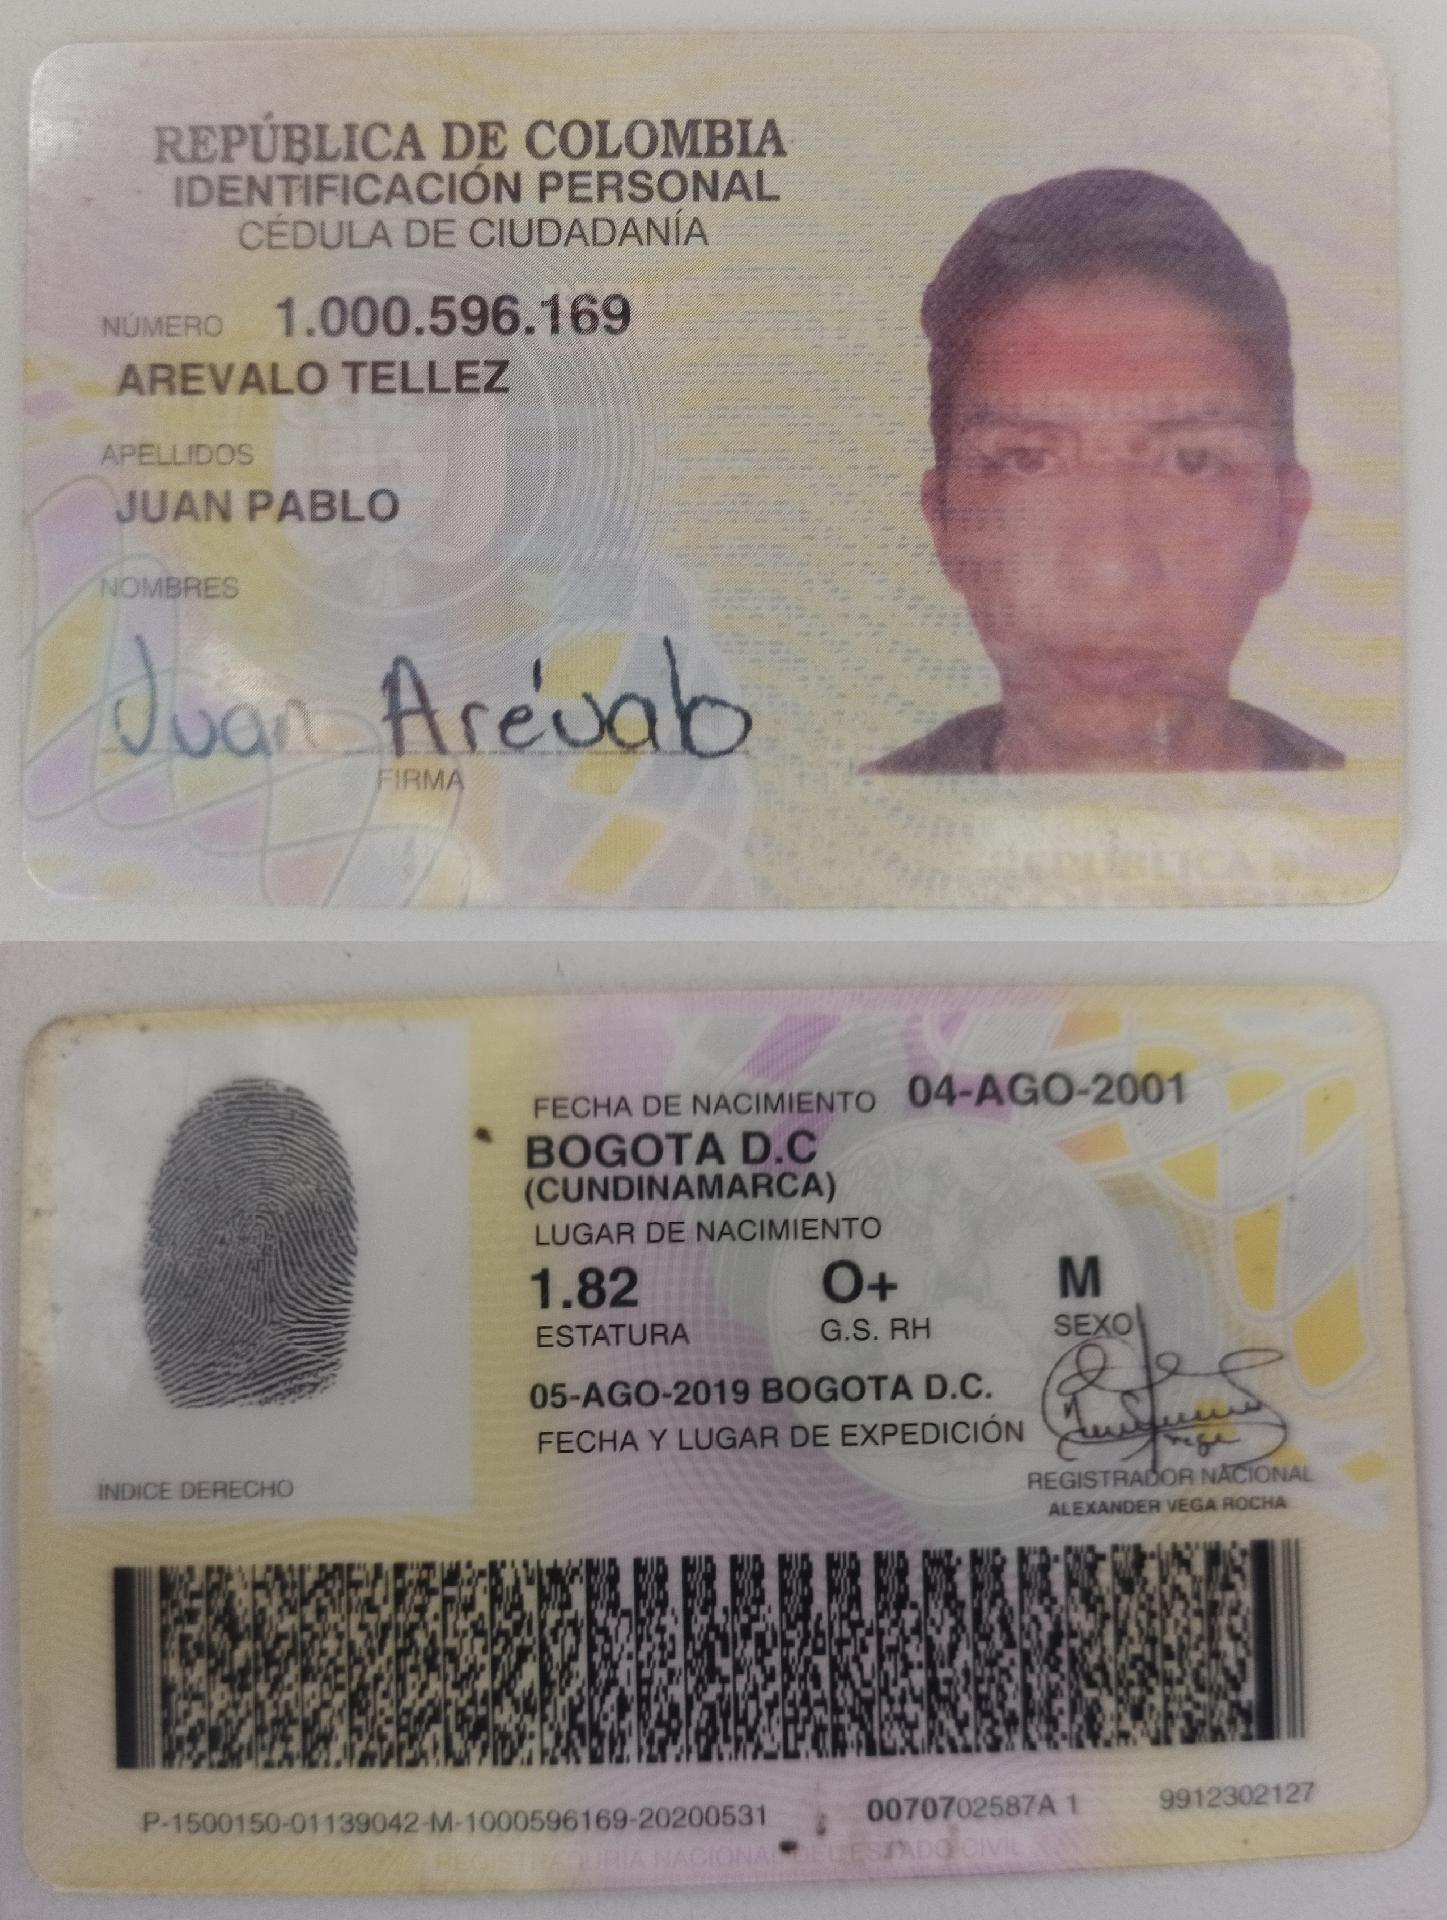 REPÚBLICA DE COLOMBIA
IDENTIFICACIÓN PERSONAL
CÉDULA DE CIUDADANÍA
NÚMERO 1.000.596.169
AREVALO TELLEZ
APELLIDOS
JUAN PABLO
NOMBRES
Juan Arévalo
FIRMA
REPÚBLICA D
FECHA DE NACIMIENTO 04-AGO-2001
BOGOTA D.C
(CUNDINAMARCA)
LUGAR DE NACIMIENTO
1.82 O+ M
ESTATURA G.S. RH SEXO
05-AGO-2019 BOGOTA D.C.
FECHA Y LUGAR DE EXPEDICIÓN
REGISTRADOR NACIONAL
ALEXANDER VEGA ROCHA
ÍNDICE DERECHO
P-1500150-01139042-M-1000596169-20200531 0070702587A 1 9912302127
REGISTRADURÍA NACIONAL DEL ESTADO CIVIL